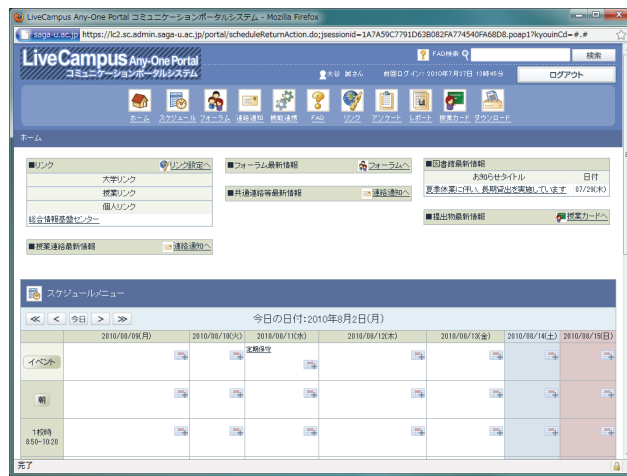 LiveCampus Any-One Portal コミュニケーションポータルシステム - Mozilla Firefox
saga-u.ac.jp https://lc2.sc.admin.saga-u.ac.jp/portal/scheduleReturnAction.do;jsessionid=1A7A59C7791D63B082FA774540FA68D8.poap1?kyouinCd=#.#
LiveCampus Any-One Portal
コミュニケーションポータルシステム
? FAQ検索 検索
大谷 誠さん 前回ログイン: 2010年7月27日 13時45分 ログアウト
ホーム スケジュール フォーラム 連絡通知 機能連携 FAQ リンク アンケート レポート 授業カード ダウンロード
ホーム
■リンク リンク設定へ
大学リンク
授業リンク
個人リンク
総合情報基盤センター
■授業連絡最新情報 連絡通知へ
■フォーラム最新情報 フォーラムへ
■共通連絡等最新情報 連絡通知へ
■図書館最新情報
お知らせタイトル 日付
夏季休業に伴い、長期貸出を実施しています 07/29(木)
■提出物最新情報 授業カードへ
スケジュールメニュー
≪ < 今日 > ≫ 今日の日付:2010年8月2日(月)
2010/08/09(月) 2010/08/10(火) 2010/08/11(水) 2010/08/12(木) 2010/08/13(金) 2010/08/14(土) 2010/08/15(日)
イベント 定期保守
朝
1校時
8:50-10:20
完了